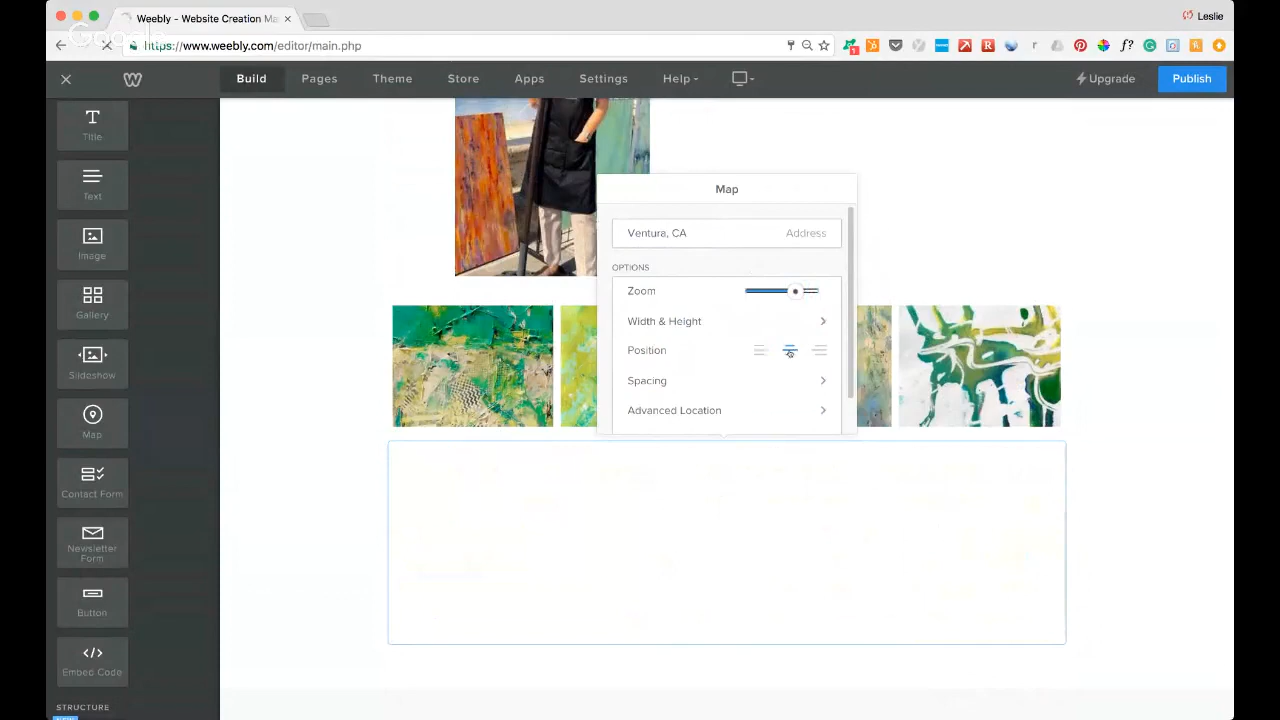 Weebly - Website Creation Ma
Leslie
Google
https://www.weebly.com/editor/main.php
Build
Pages
Theme
Store
Apps
Settings
Help
Upgrade
Publish
Title
Text
Image
Gallery
Slideshow
Map
Contact Form
Newsletter
Form
Button
Embed Code
STRUCTURE
Map
Ventura, CA
Address
OPTIONS
Zoom
Width & Height
Position
Spacing
Advanced Location